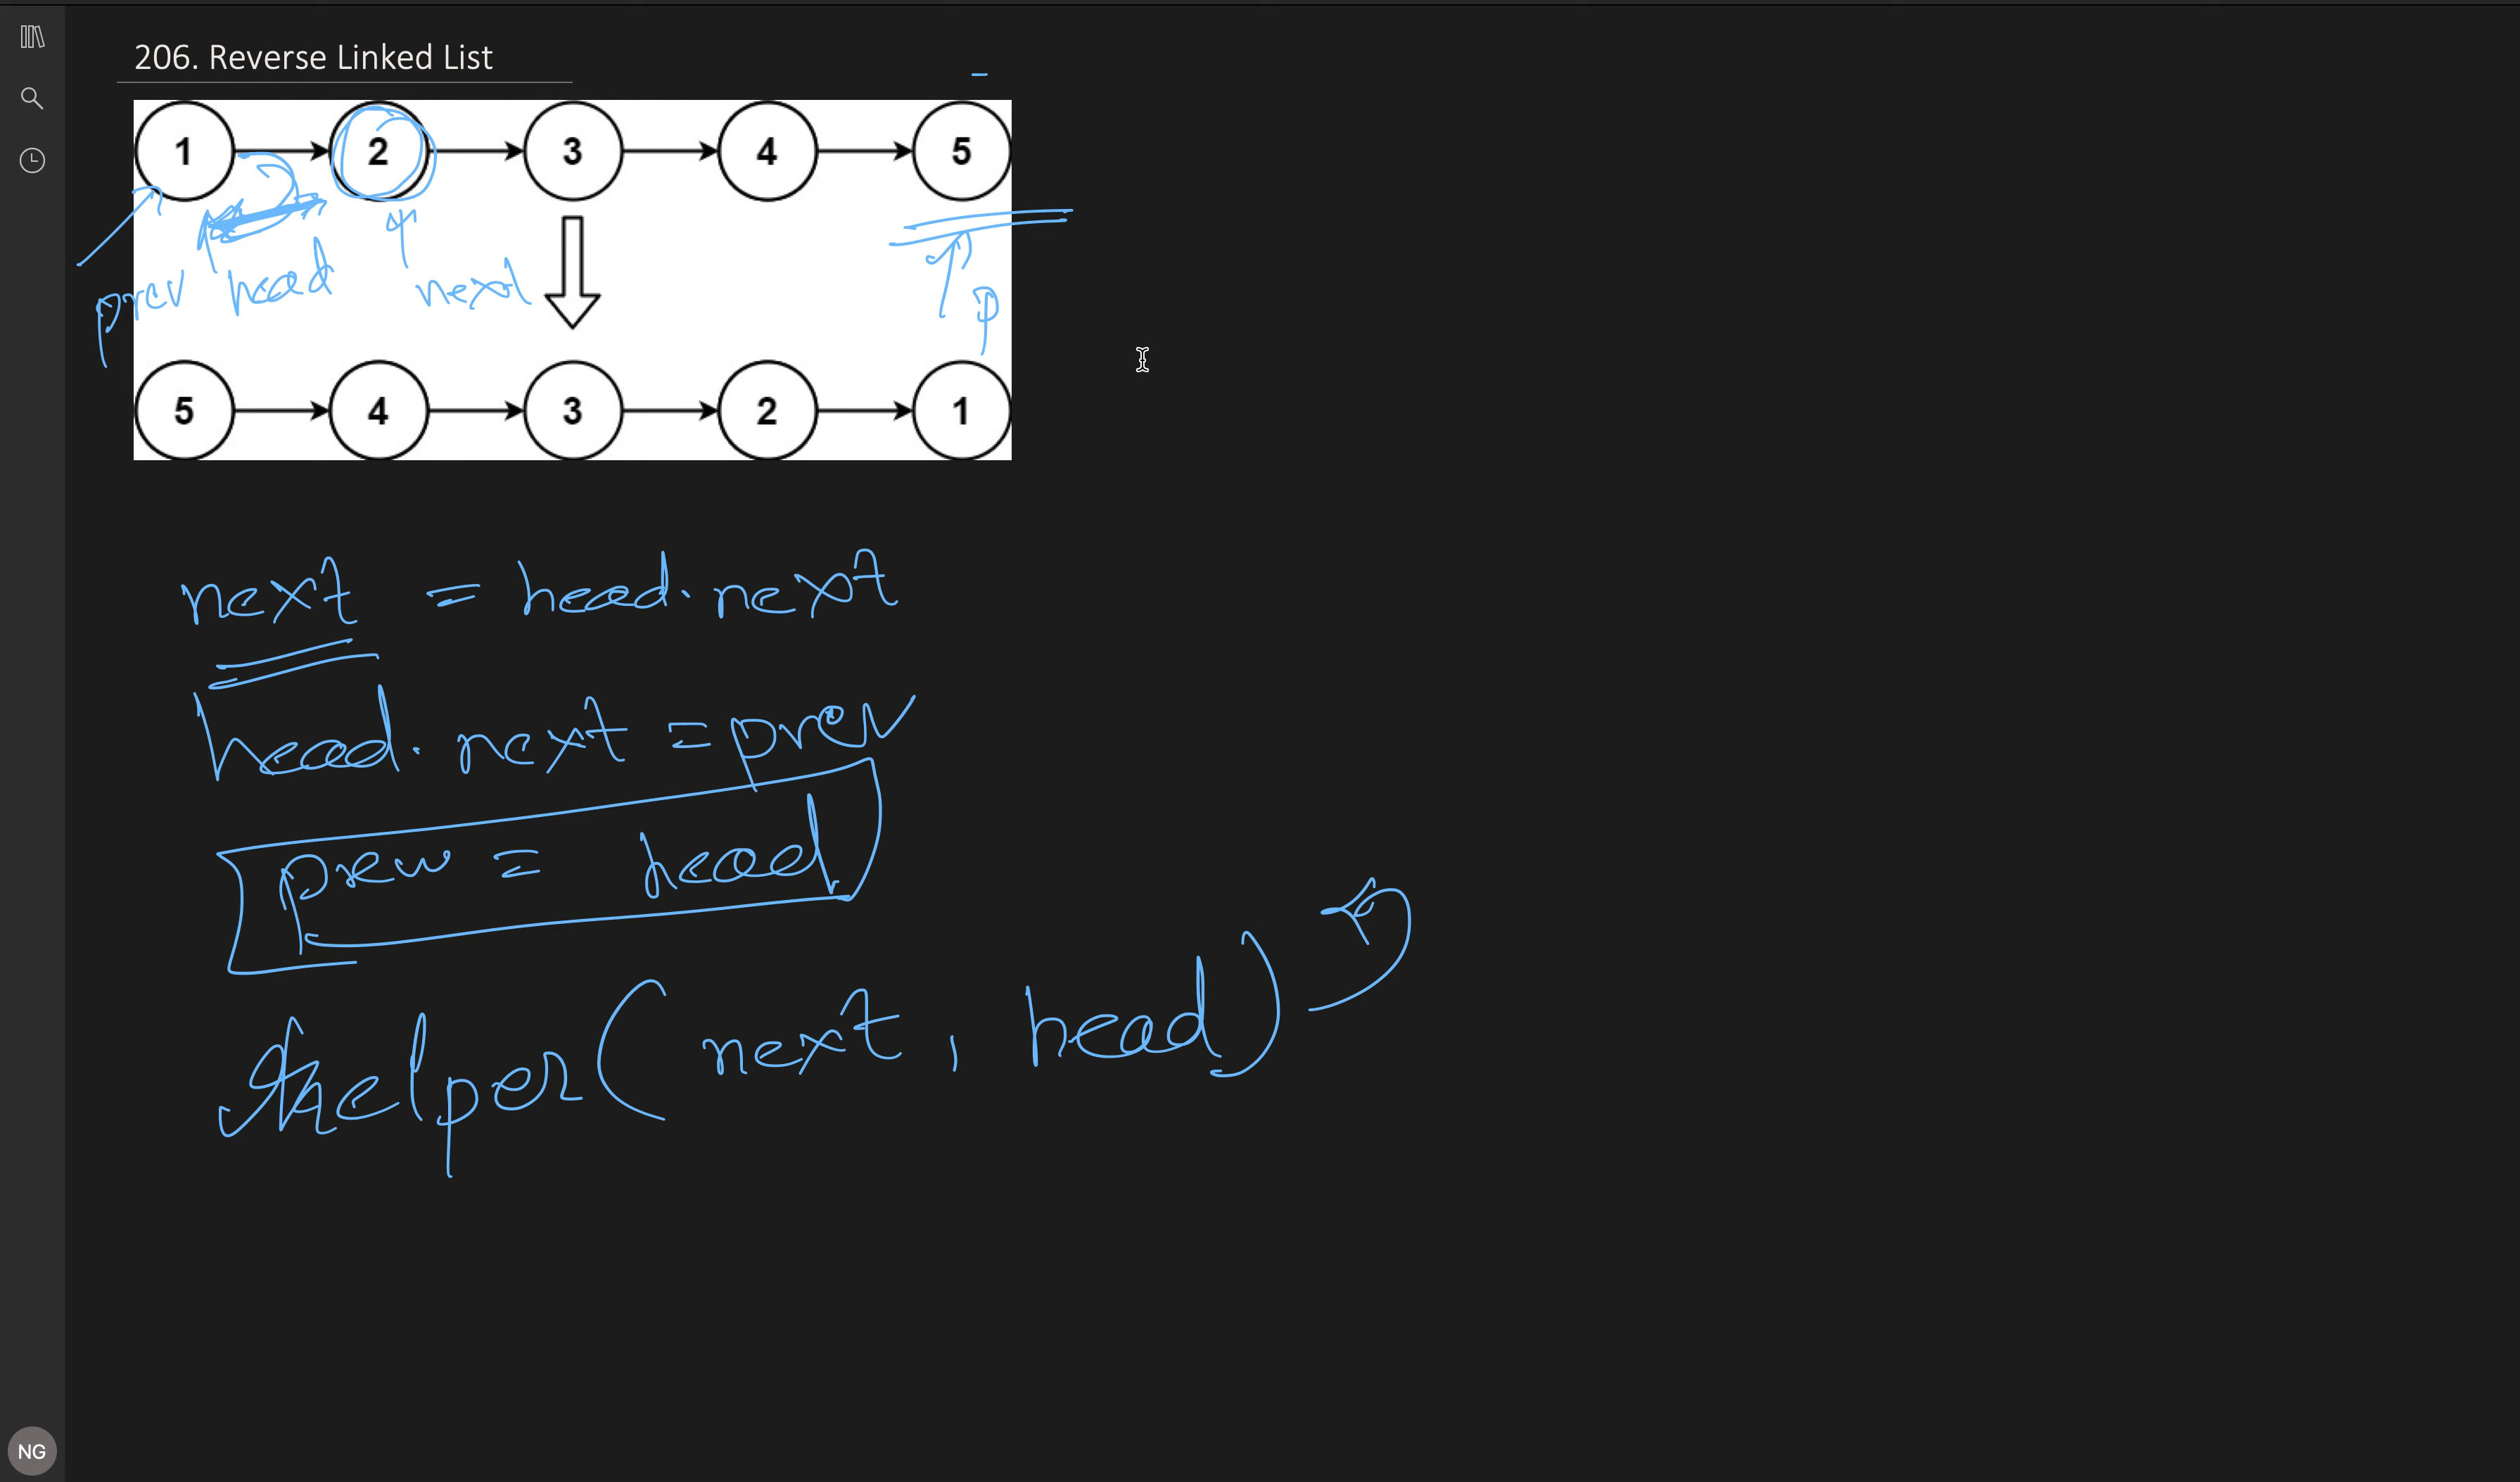 206. Reverse Linked List
1 2 3 4 5
prev head next p
5 4 3 2 1
next = head.next
head.next = prev
prev = head
helper( next, head)
NG